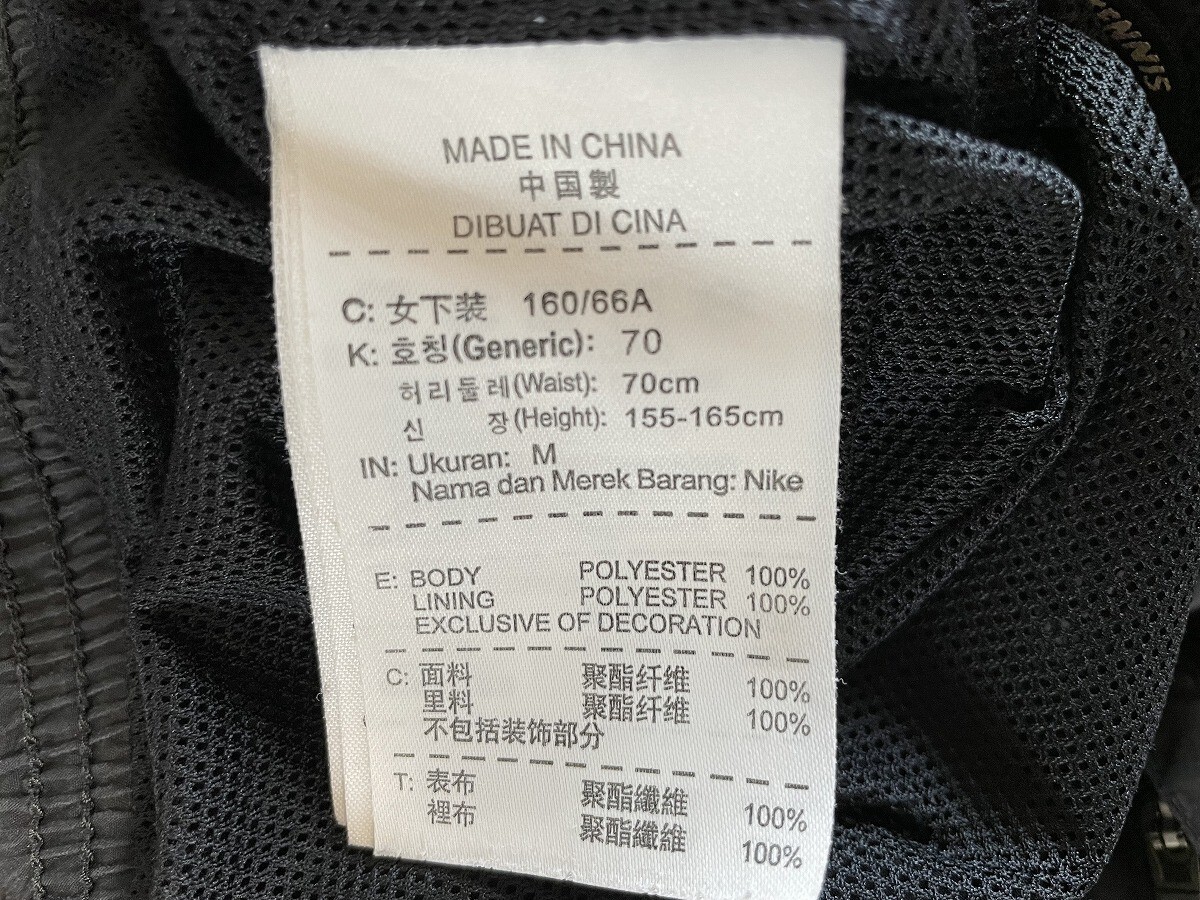 ENNIS
MADE IN CHINA
中国製
DIBUAT DI CINA
C: 女下装 160/66A
K: 호칭(Generic): 70
허리둘레(Waist): 70cm
신 장(Height): 155-165cm
IN: Ukuran: M
Nama dan Merek Barang: Nike
E: BODY POLYESTER 100%
LINING POLYESTER 100%
EXCLUSIVE OF DECORATION
C: 面料 聚酯纤维 100%
里料 聚酯纤维 100%
不包括装饰部分
T: 表布 聚酯纖維 100%
裡布 聚酯纖維 100%